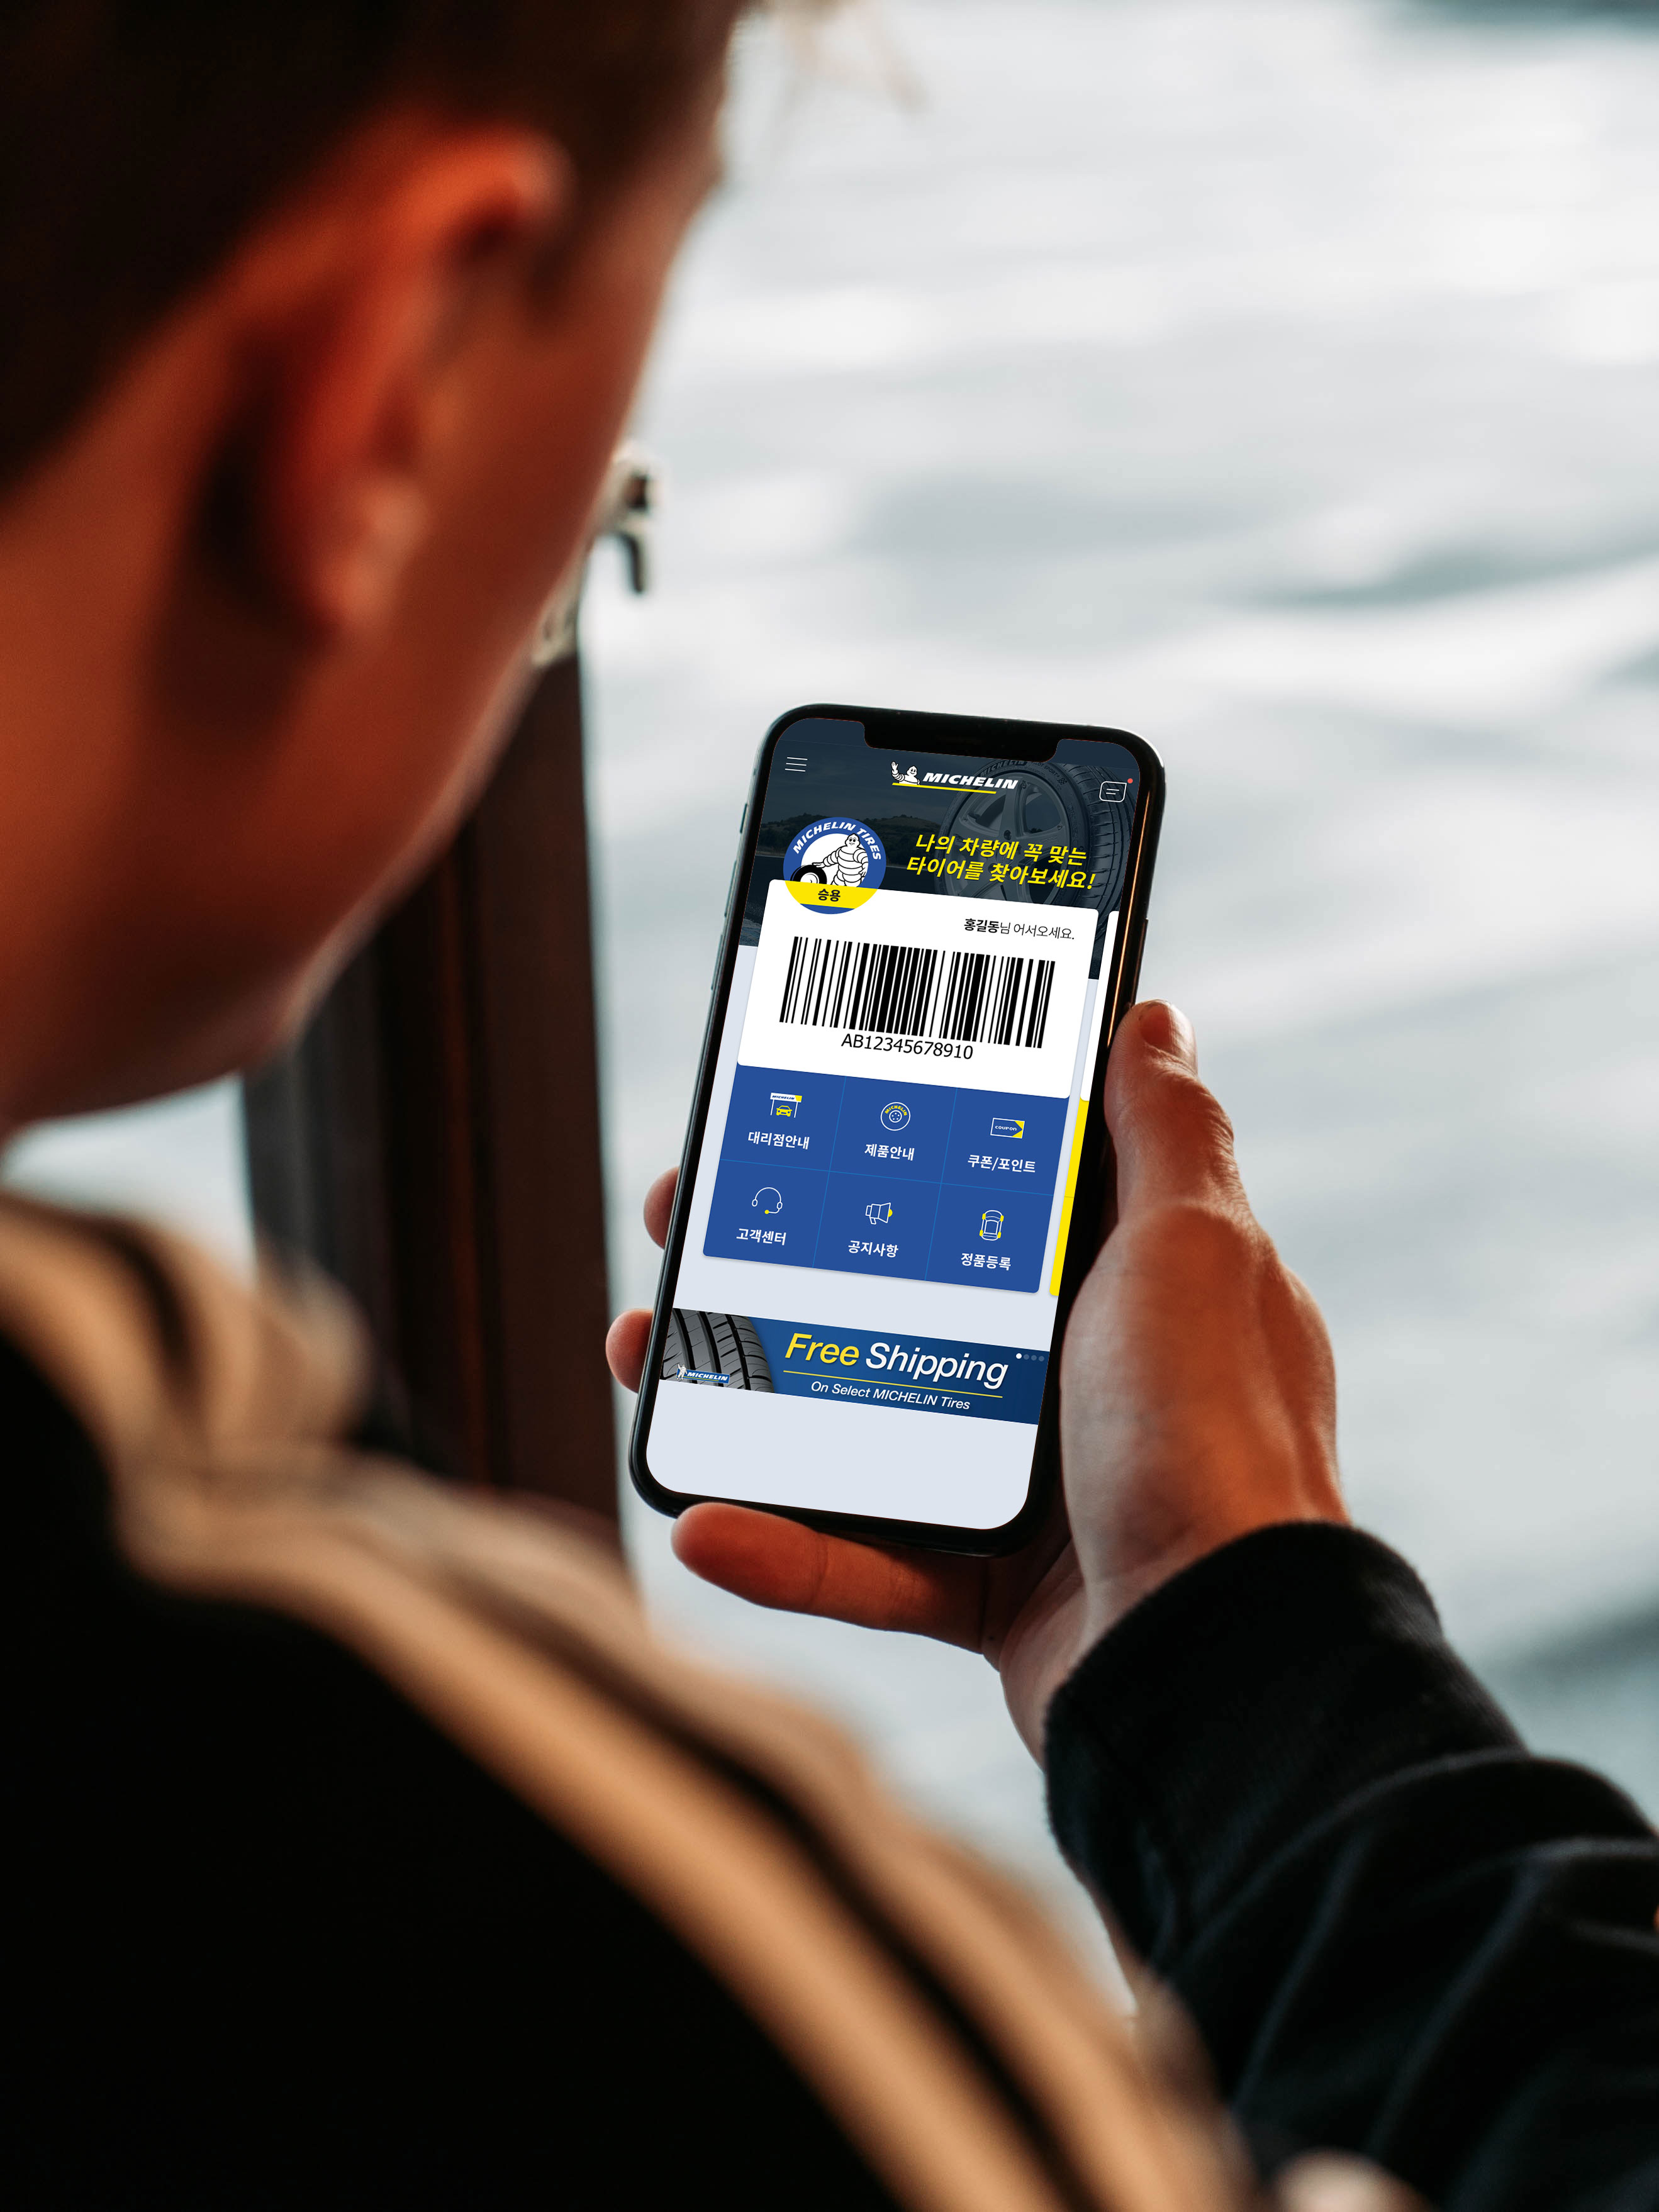 MICHELIN
MICHELIN TIRES
승용
나의 차량에 꼭 맞는
타이어를 찾아보세요!
홍길동님 어서오세요.
AB12345678910
MICHELIN
대리점안내
MICHELIN
제품안내
COUPON
쿠폰/포인트
고객센터
공지사항
정품등록
MICHELIN
Free Shipping
On Select MICHELIN Tires